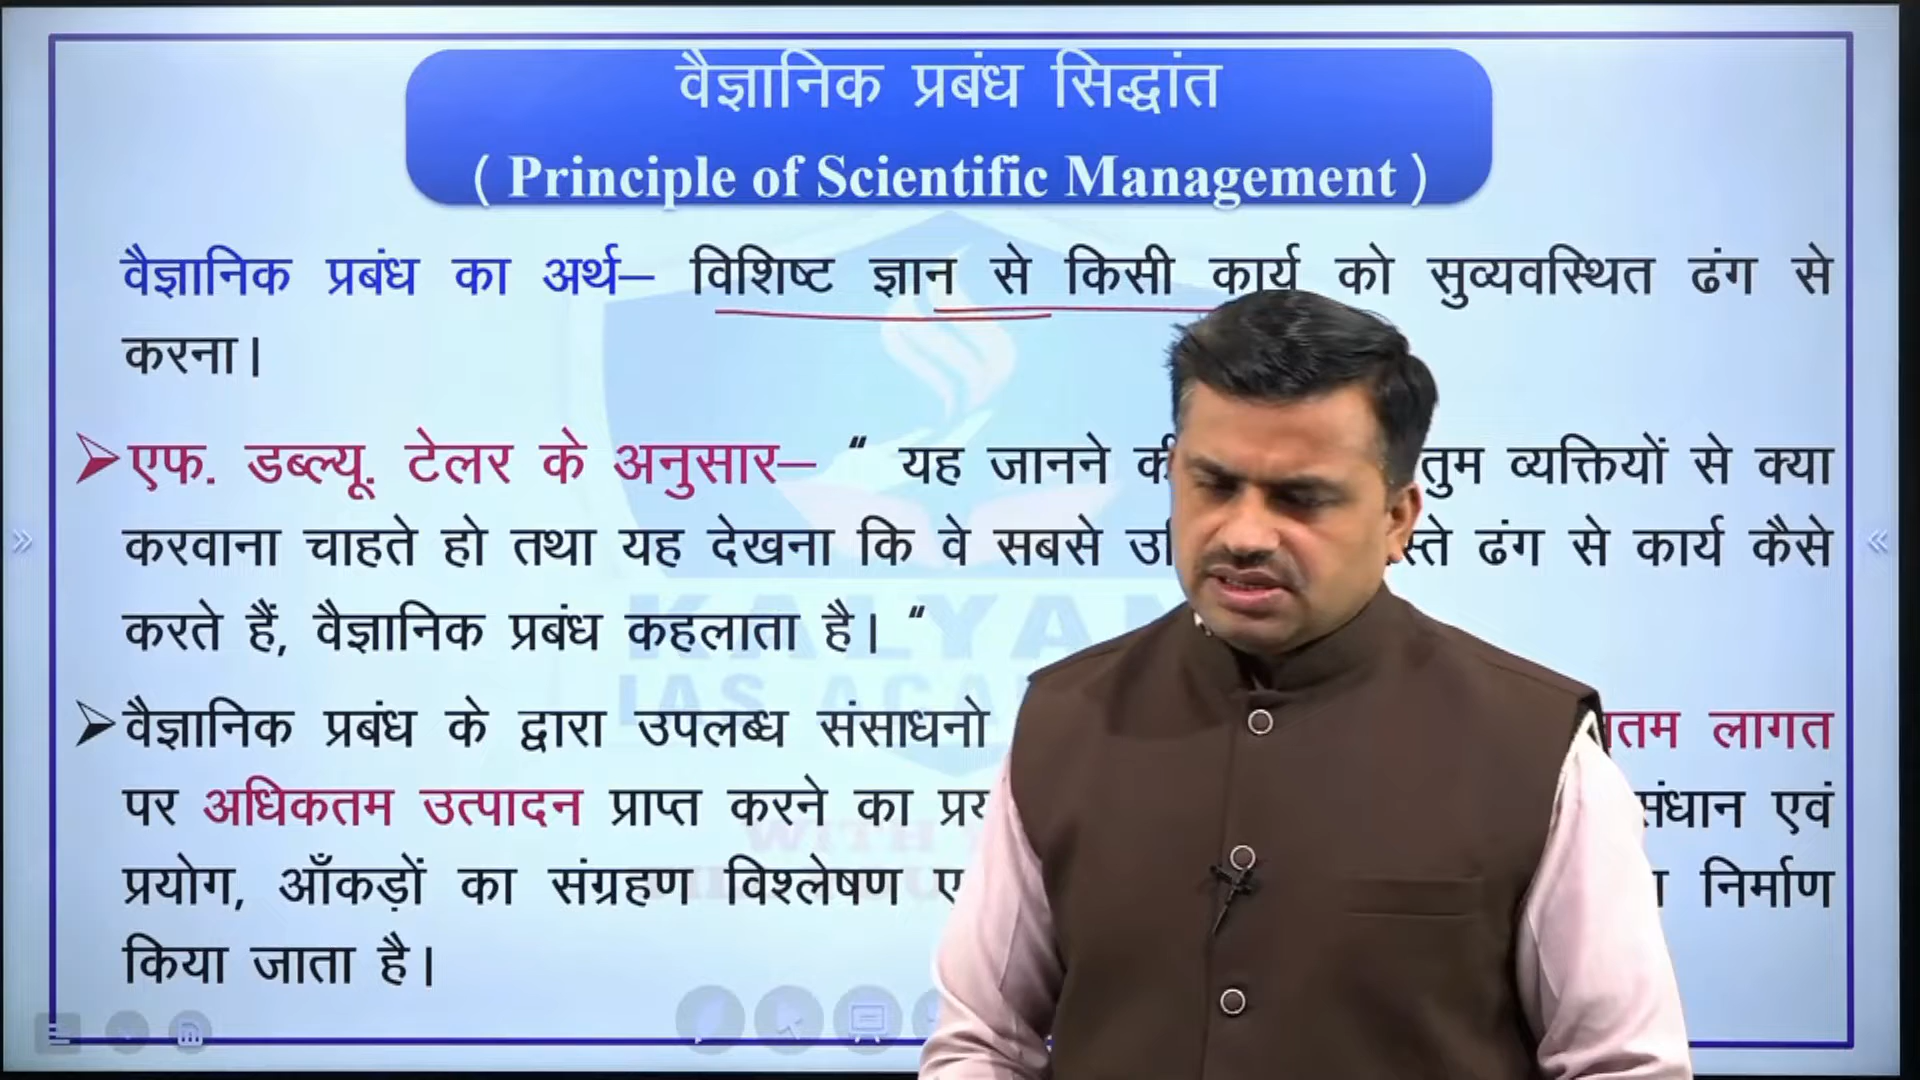 वैज्ञानिक प्रबंध सिद्धांत
( Principle of Scientific Management )
वैज्ञानिक प्रबंध का अर्थ– विशिष्ट ज्ञान से किसी कार्य को सुव्यवस्थित ढंग से
करना।
एफ. डब्ल्यू. टेलर के अनुसार– “ यह जानने तुम व्यक्तियों से क्या
करवाना चाहते हो तथा यह देखना कि वे सबसे ढंग से कार्य कैसे
करते हैं, वैज्ञानिक प्रबंध कहलाता है। “
वैज्ञानिक प्रबंध के द्वारा उपलब्ध संसाधनो लागत
पर अधिकतम उत्पादन प्राप्त करने का एवं
प्रयोग, आँकड़ों का संग्रहण विश्लेषण निर्माण
किया जाता है।